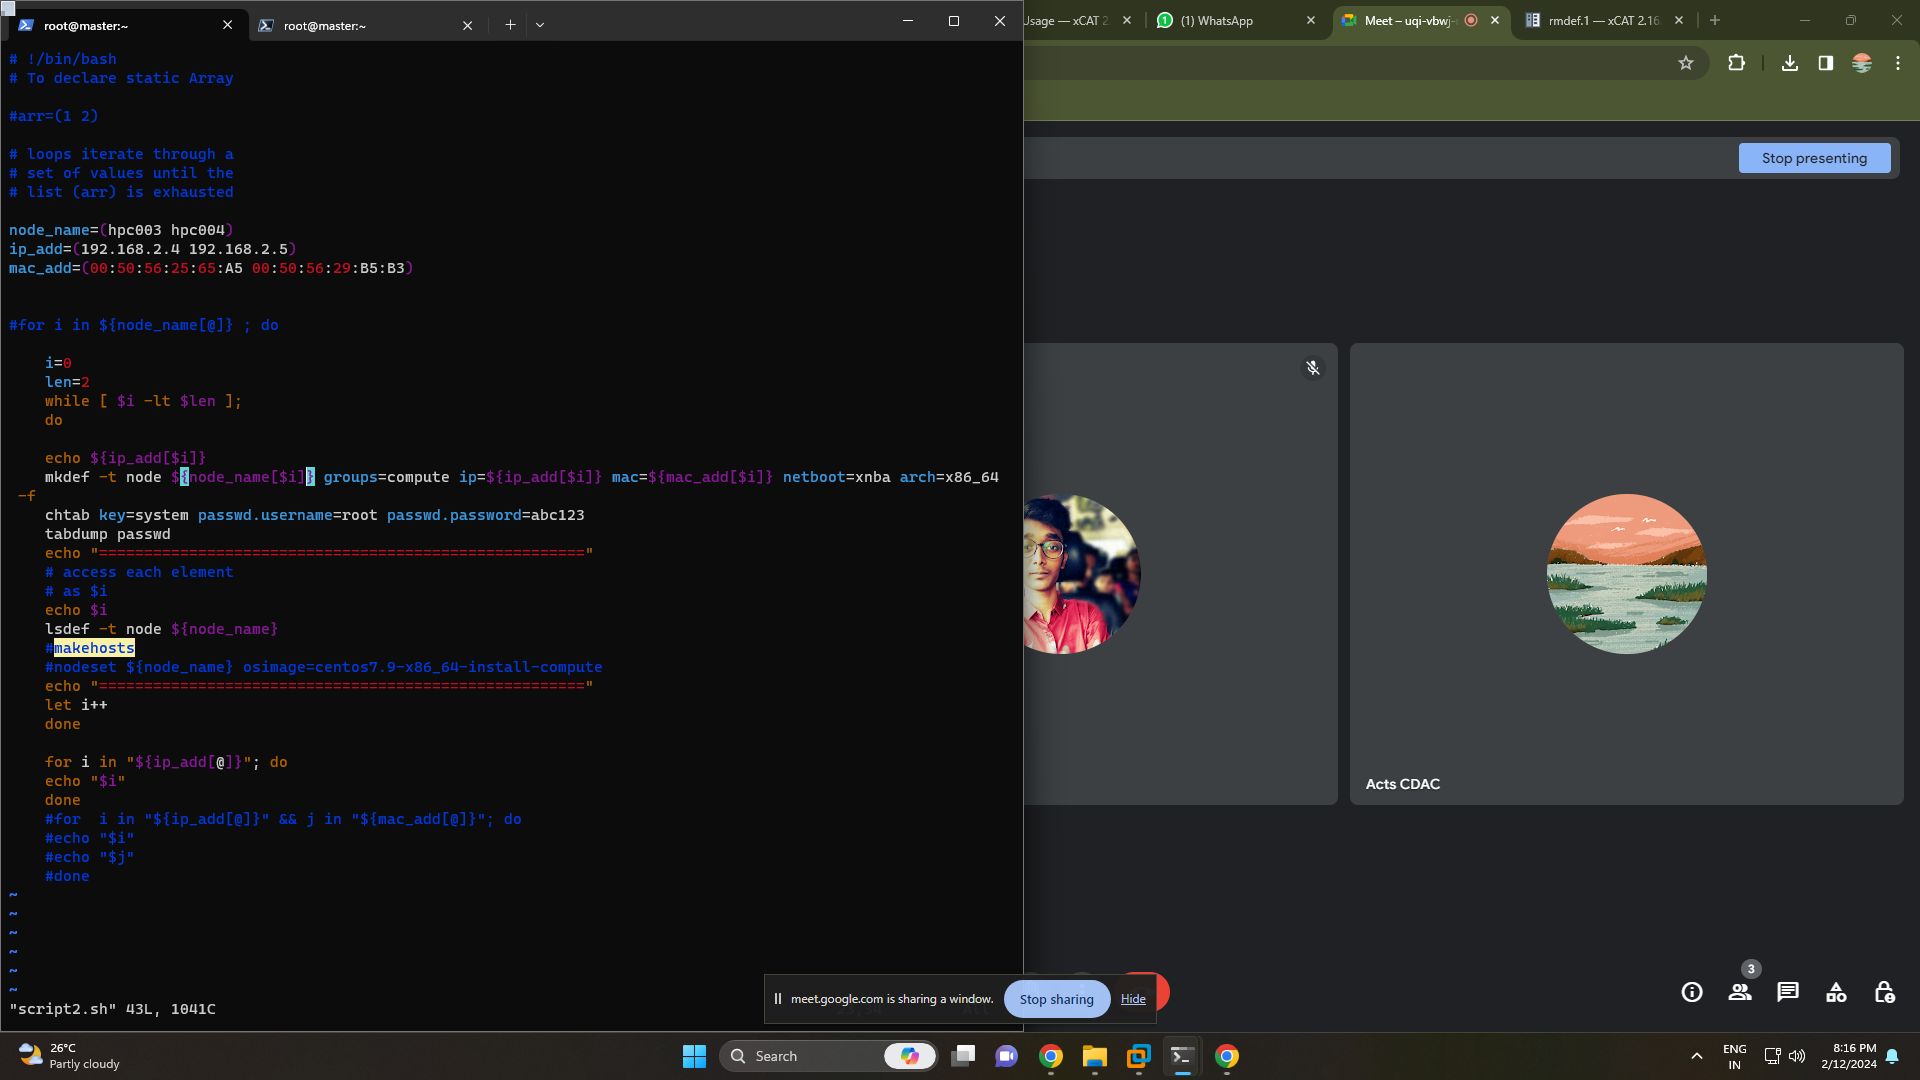 root@master:~
root@master:~
Usage — xCAT 2.
(1) WhatsApp
Meet – uqi-vbwj-
rmdef.1 — xCAT 2.16.
# !/bin/bash
# To declare static Array
#arr=(1 2)
# loops iterate through a
# set of values until the
# list (arr) is exhausted
node_name=(hpc003 hpc004)
ip_add=(192.168.2.4 192.168.2.5)
mac_add=(00:50:56:25:65:A5 00:50:56:29:B5:B3)
#for i in ${node_name[@]} ; do
i=0
len=2
while [ $i -lt $len ];
do
echo ${ip_add[$i]}
mkdef -t node ${node_name[$i]} groups=compute ip=${ip_add[$i]} mac=${mac_add[$i]} netboot=xnba arch=x86_64
-f
chtab key=system passwd.username=root passwd.password=abc123
tabdump passwd
echo "======================================================"
# access each element
# as $i
echo $i
lsdef -t node ${node_name}
#makehosts
#nodeset ${node_name} osimage=centos7.9-x86_64-install-compute
echo "======================================================"
let i++
done
for i in "${ip_add[@]}"; do
echo "$i"
done
#for  i in "${ip_add[@]}" && j in "${mac_add[@]}"; do
#echo "$i"
#echo "$j"
#done
~
~
~
~
~
~
"script2.sh" 43L, 1041C
Stop presenting
Acts CDAC
3
meet.google.com is sharing a window.
Stop sharing
Hide
26°C
Partly cloudy
Search
ENG
IN
8:16 PM
2/12/2024